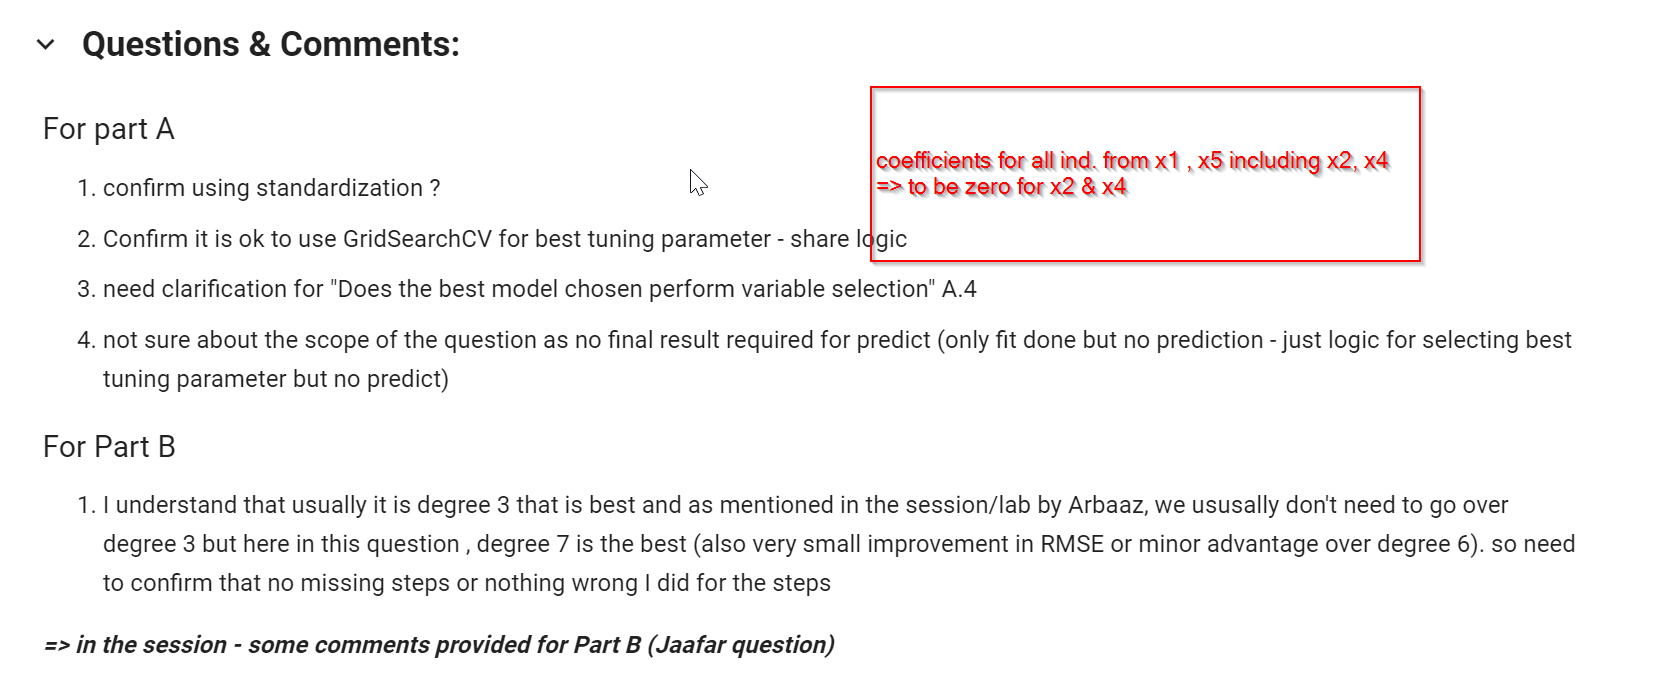 Questions & Comments:
For part A
1. confirm using standardization ?
coefficients for all ind. from x1 , x5 including x2, x4
=> to be zero for x2 & x4
2. Confirm it is ok to use GridSearchCV for best tuning parameter - share logic
3. need clarification for "Does the best model chosen perform variable selection" A.4
4. not sure about the scope of the question as no final result required for predict (only fit done but no prediction - just logic for selecting best
tuning parameter but no predict)
For Part B
1. I understand that usually it is degree 3 that is best and as mentioned in the session/lab by Arbaaz, we ususally don't need to go over
degree 3 but here in this question , degree 7 is the best (also very small improvement in RMSE or minor advantage over degree 6). so need
to confirm that no missing steps or nothing wrong I did for the steps
=> in the session - some comments provided for Part B (Jaafar question)